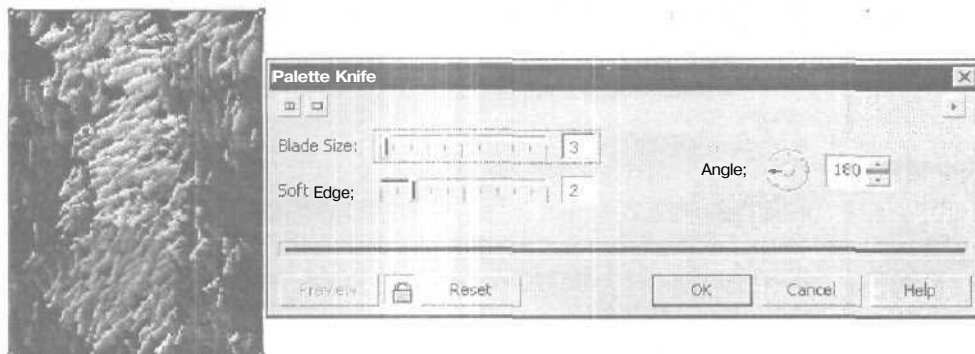 Palette Knife
Blade Size: 3
Angle; 180
Soft Edge; 2
Preview Reset OK Cancel Help